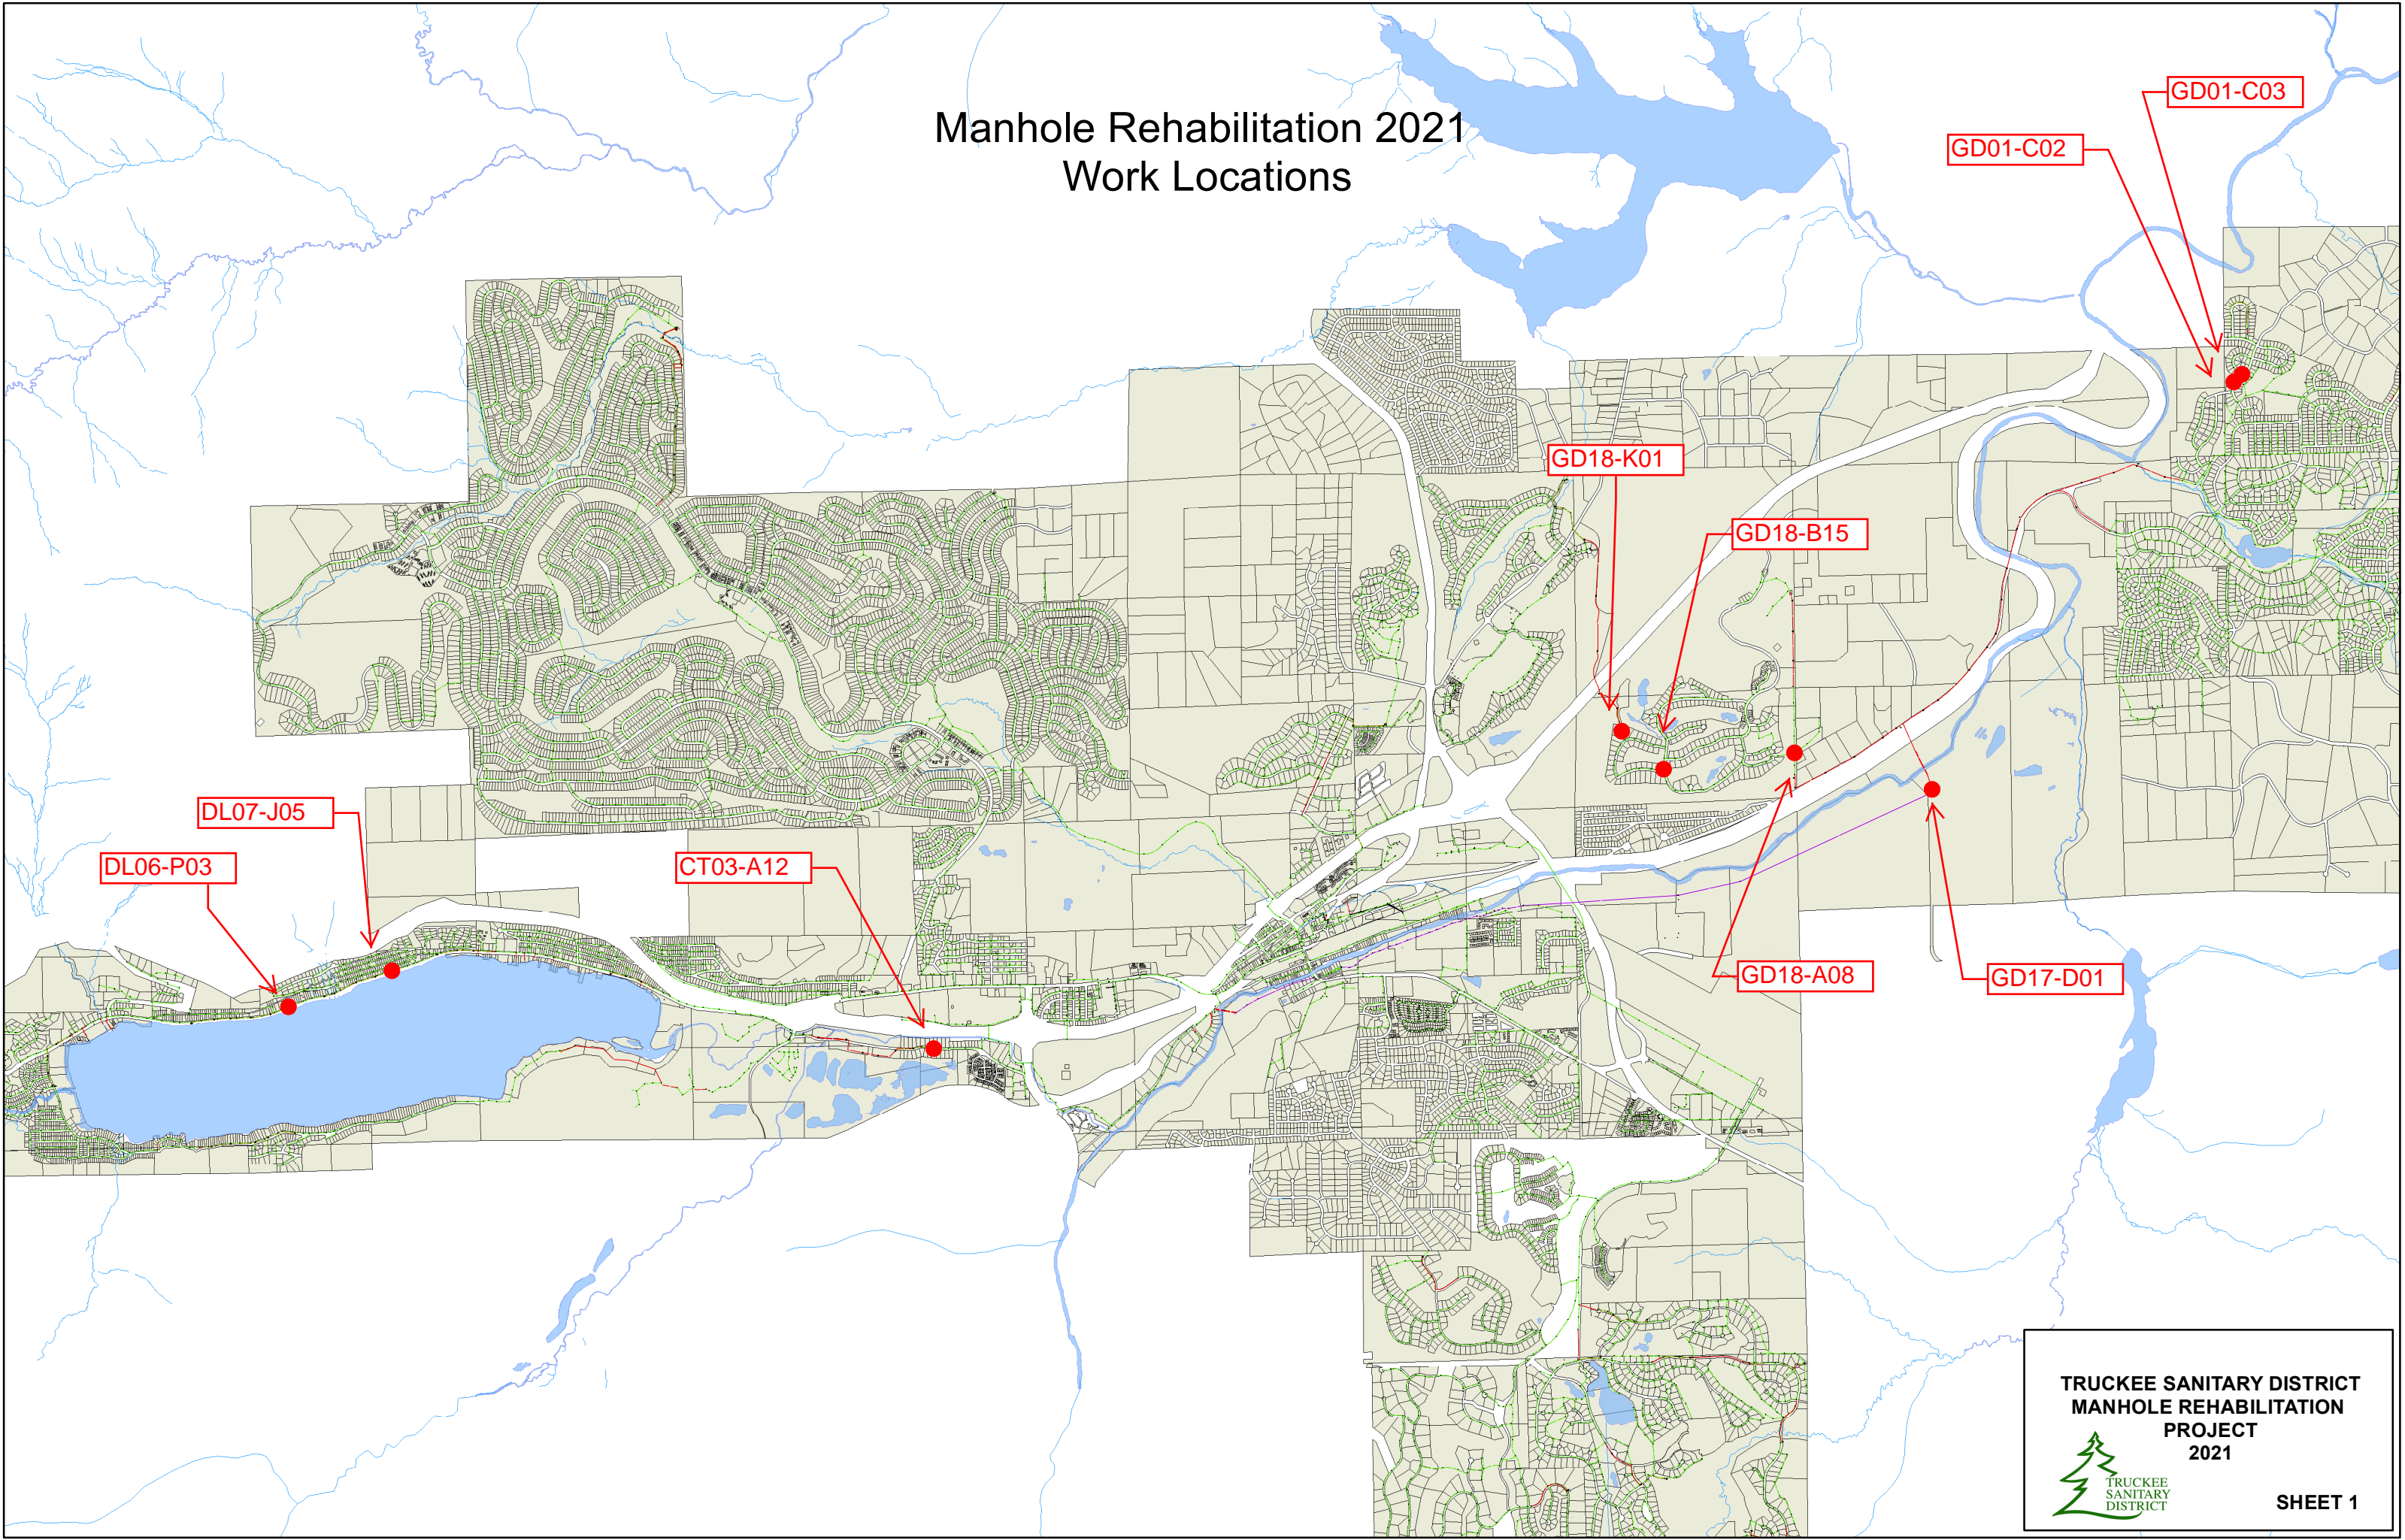 Manhole Rehabilitation 2021
Work Locations
GD01-C03
GD01-C02
GD18-K01
GD18-B15
DL07-J05
DL06-P03
CT03-A12
GD18-A08
GD17-D01
TRUCKEE SANITARY DISTRICT
MANHOLE REHABILITATION
PROJECT
2021
TRUCKEE
SANITARY
DISTRICT
SHEET 1